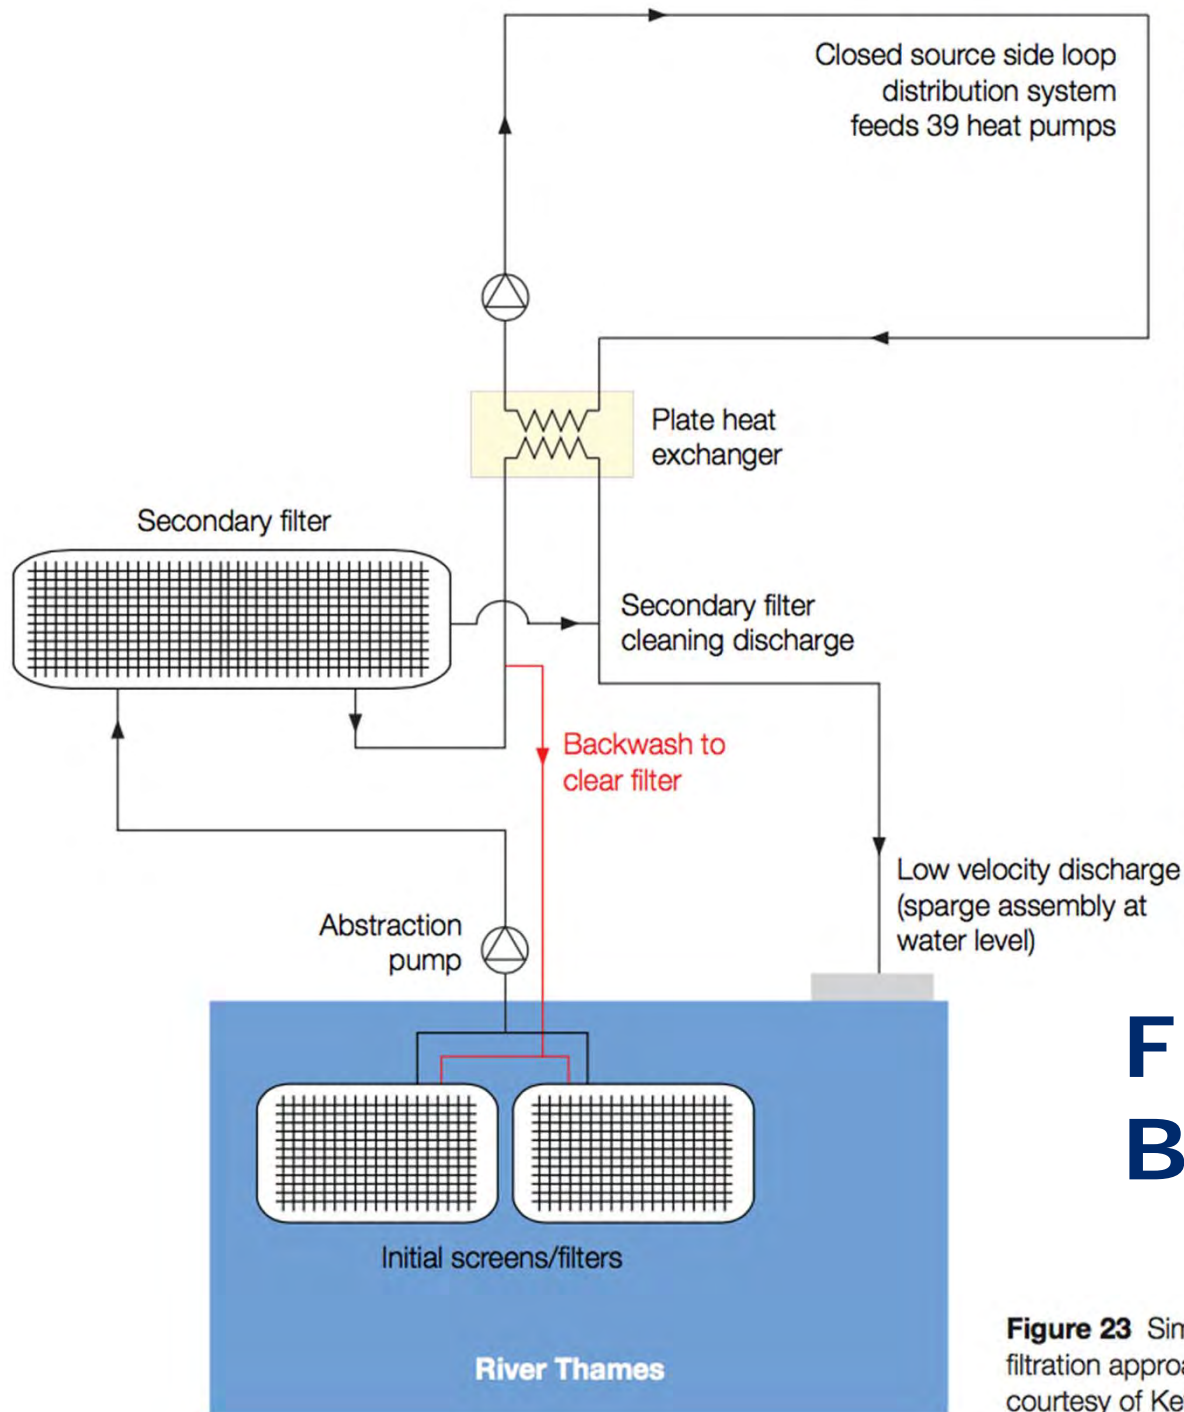 Closed source side loop
distribution system
feeds 39 heat pumps
Plate heat
exchanger
Secondary filter
Secondary filter
cleaning discharge
Backwash to
clear filter
Low velocity discharge
(sparge assembly at
water level)
Abstraction
pump
F
B
Initial screens/filters
River Thames
Figure 23
filtration
courtesy of